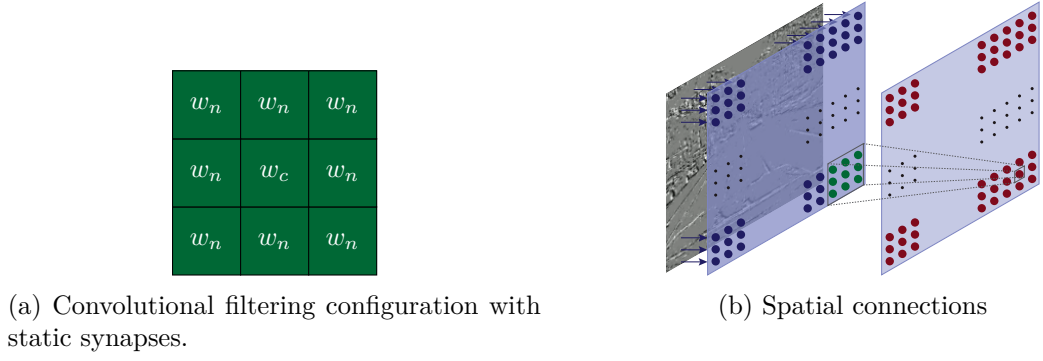 w_n w_n w_n
w_n w_c w_n
w_n w_n w_n
(a) Convolutional filtering configuration with
static synapses.
(b) Spatial connections